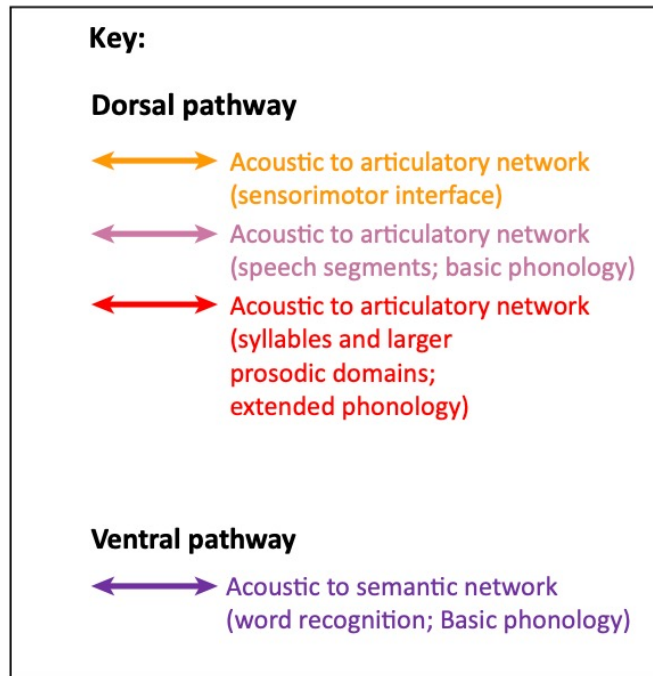 Key:
Dorsal pathway
Acoustic to articulatory network
(sensorimotor interface)
Acoustic to articulatory network
(speech segments; basic phonology)
Acoustic to articulatory network
(syllables and larger
prosodic domains;
extended phonology)
Ventral pathway
Acoustic to semantic network
(word recognition; Basic phonology)